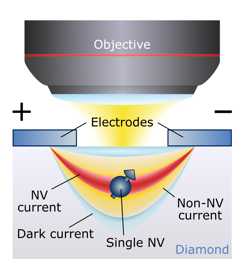 Objective
+
−
Electrodes
NV
current
Non-NV
current
Dark current
Single NV
Diamond